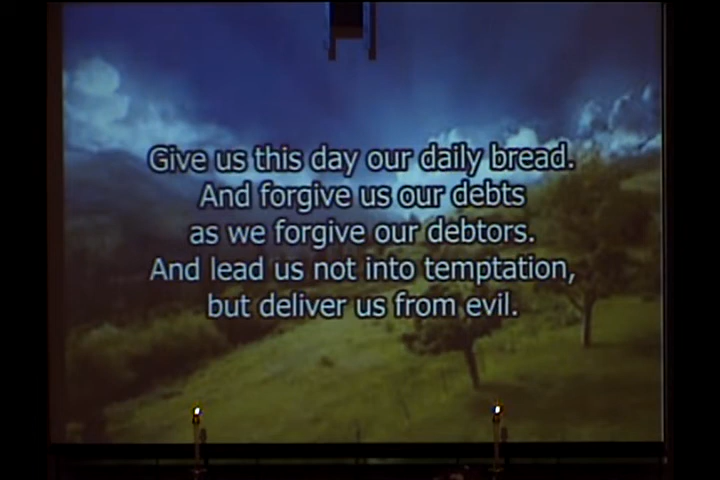 Give us this day our daily bread.
And forgive us our debts
as we forgive our debtors.
And lead us not into temptation,
but deliver us from evil.